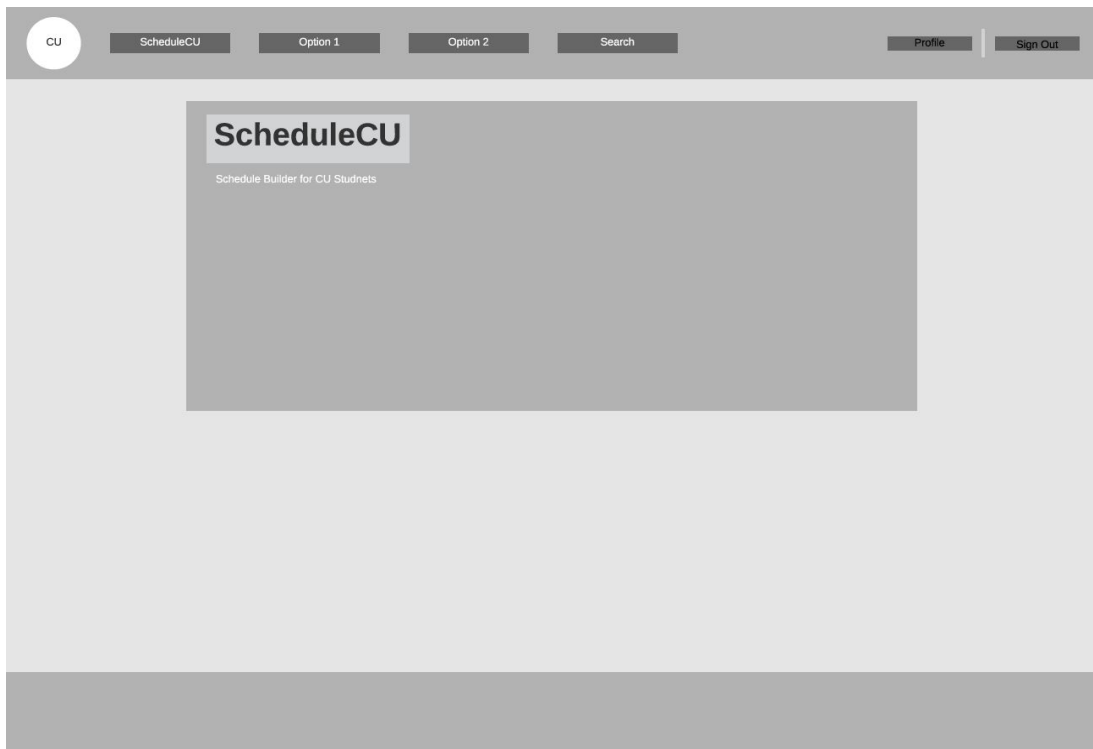 CU
ScheduleCU
Option 1
Option 2
Search
Profile
Sign Out
ScheduleCU
Schedule Builder for CU Studnets